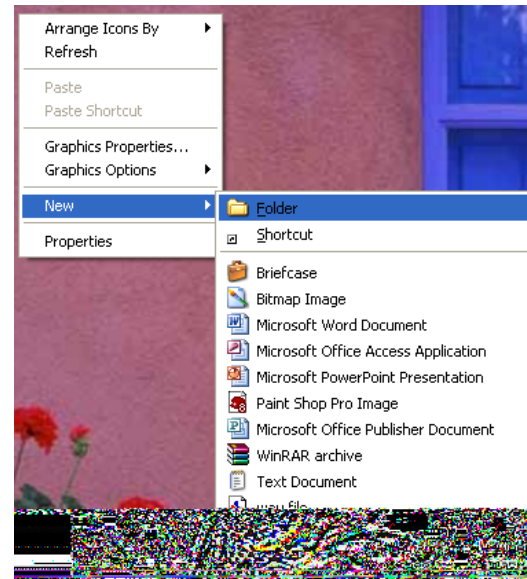 Arrange Icons By
Refresh
Paste
Paste Shortcut
Graphics Properties...
Graphics Options
New
Properties
Folder
Shortcut
Briefcase
Bitmap Image
Microsoft Word Document
Microsoft Office Access Application
Microsoft PowerPoint Presentation
Paint Shop Pro Image
Microsoft Office Publisher Document
WinRAR archive
Text Document